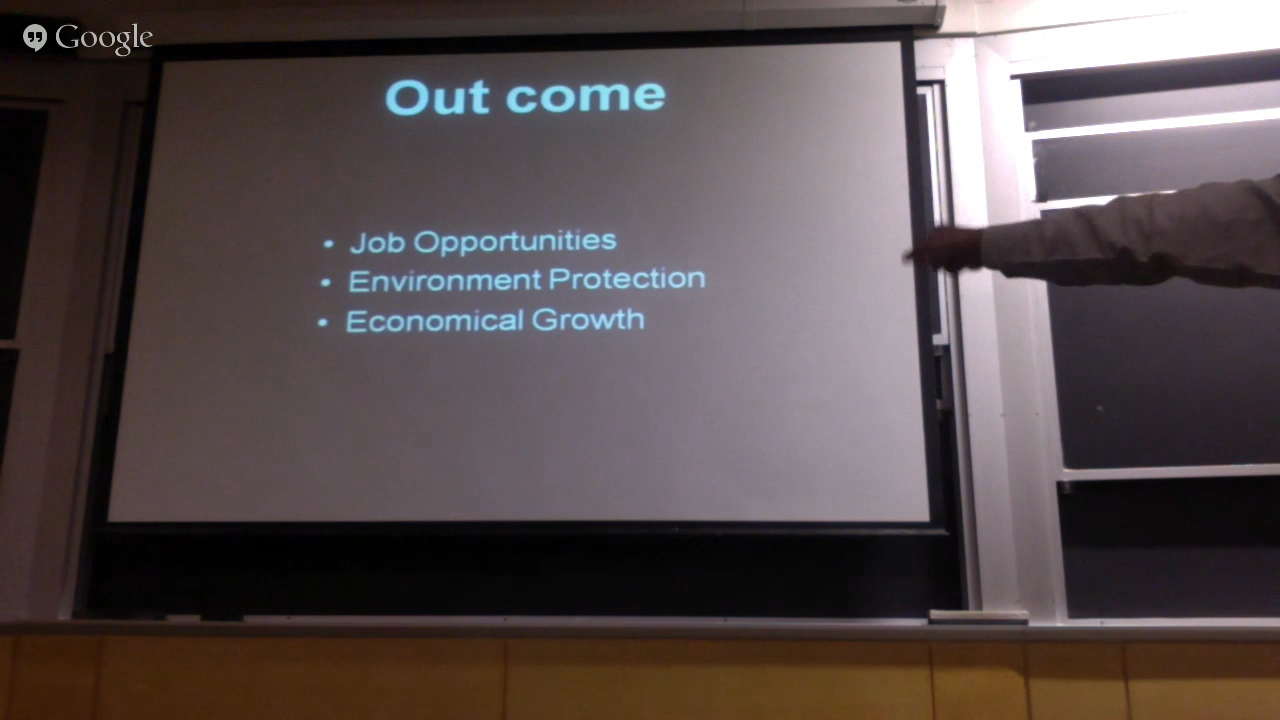 Google
Out come
• Job Opportunities
• Environment Protection
• Economical Growth